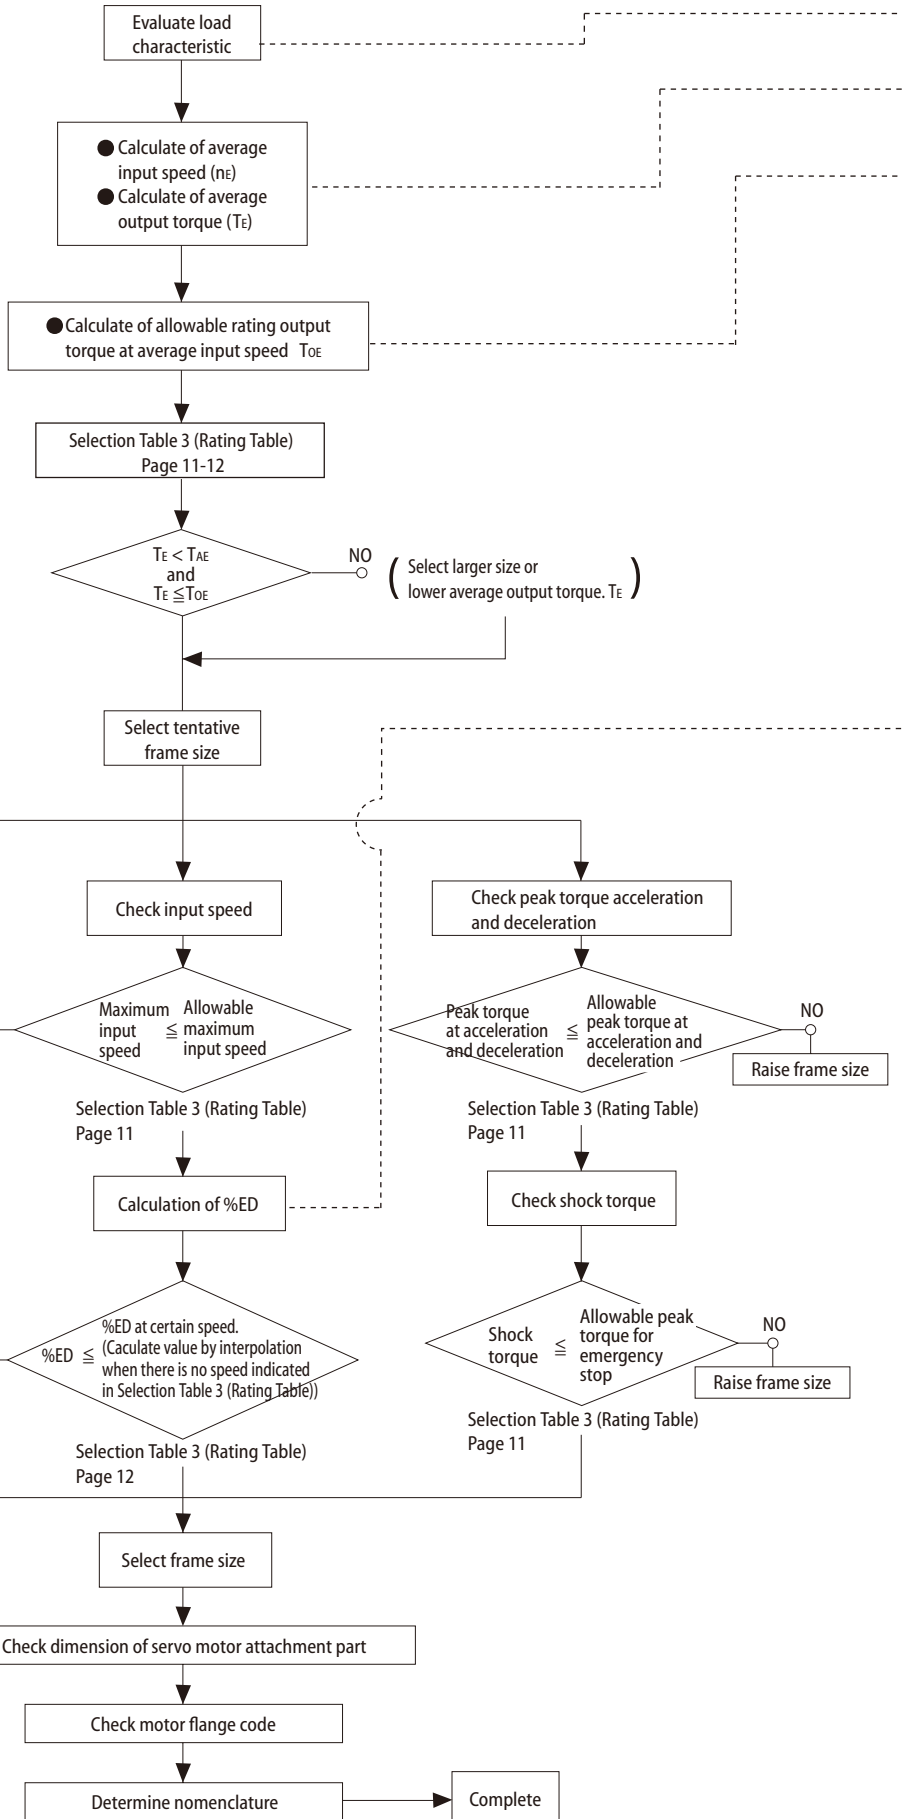 Evaluate load
characteristic
● Calculate of average
input speed (nE)
● Calculate of average
output torque (TE)
● Calculate of allowable rating output
torque at average input speed TOE
Selection Table 3 (Rating Table)
Page 11-12
TE < TAE
and
TE ≦TOE
NO
( Select larger size or
lower average output torque. TE )
Select tentative
frame size
Check input speed
Maximum
input
speed
≦
Allowable
maximum
input speed
Selection Table 3 (Rating Table)
Page 11
Calculation of %ED
%ED ≦
%ED at certain speed.
(Caculate value by interpolation
when there is no speed indicated
in Selection Table 3 (Rating Table))
Selection Table 3 (Rating Table)
Page 12
Check peak torque acceleration
and deceleration
Peak torque
at acceleration
and deceleration
≦
Allowable
peak torque at
acceleration and
deceleration
NO
Raise frame size
Selection Table 3 (Rating Table)
Page 11
Check shock torque
Shock
torque
≦
Allowable peak
torque for
emergency
stop
NO
Raise frame size
Selection Table 3 (Rating Table)
Page 11
Select frame size
Check dimension of servo motor attachment part
Check motor flange code
Determine nomenclature
Complete